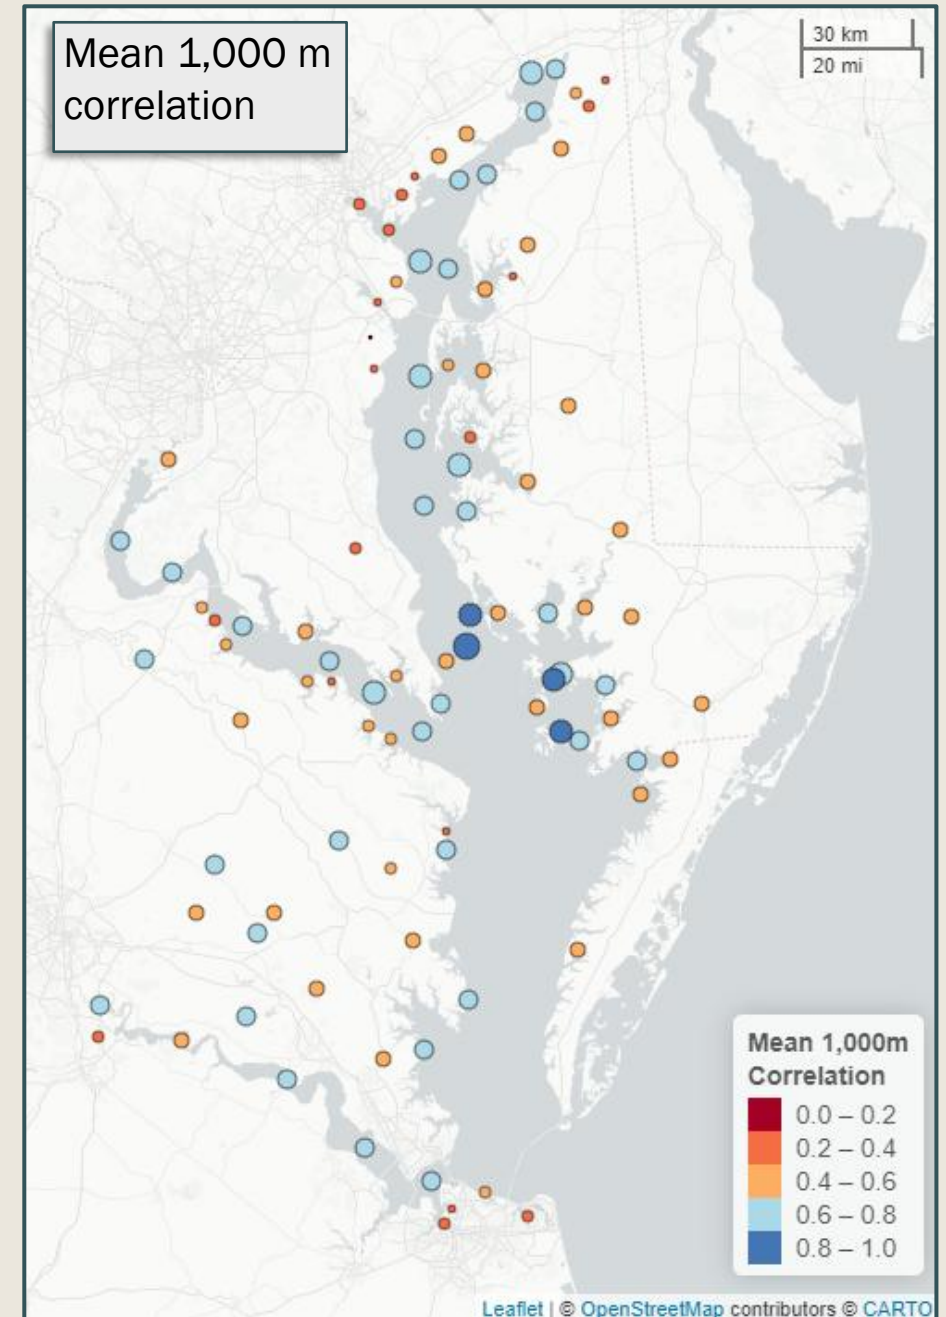 Mean 1,000 m
correlation
30 km
20 mi
Mean 1,000m
Correlation
0.0 – 0.2
0.2 – 0.4
0.4 – 0.6
0.6 – 0.8
0.8 – 1.0
Leaflet | © OpenStreetMap contributors © CARTO